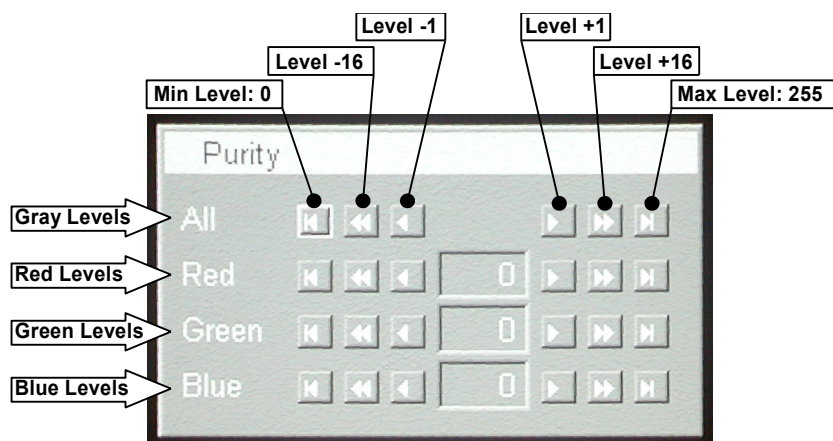 Level -1
Level +1
Level -16
Level +16
Min Level: 0
Max Level: 255
Purity
Gray Levels
All
Red Levels
Red
0
Green Levels
Green
0
Blue Levels
Blue
0